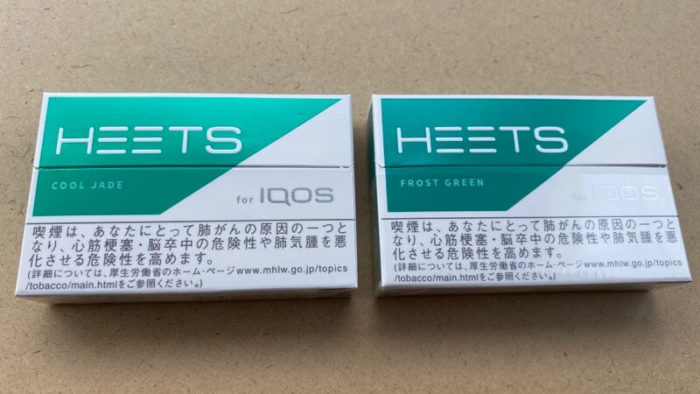 HEETS
COOL JADE
for IQOS
喫煙は、あなたにとって肺がんの原因の一つと
なり、心筋梗塞・脳卒中の危険性や肺気腫を悪
化させる危険性を高めます。
(詳細については、厚生労働省のホーム・ページwww.mhlw.go.jp/topics
/tobacco/main.htmlをご参照ください。)
HEETS
FROST GREEN
for IQOS
喫煙は、あなたにとって肺がんの原因の一つと
なり、心筋梗塞・脳卒中の危険性や肺気腫を悪
化させる危険性を高めます。
(詳細については、厚生労働省のホーム・ページwww.mhlw.go.jp/topics
/tobacco/main.htmlをご参照ください。)